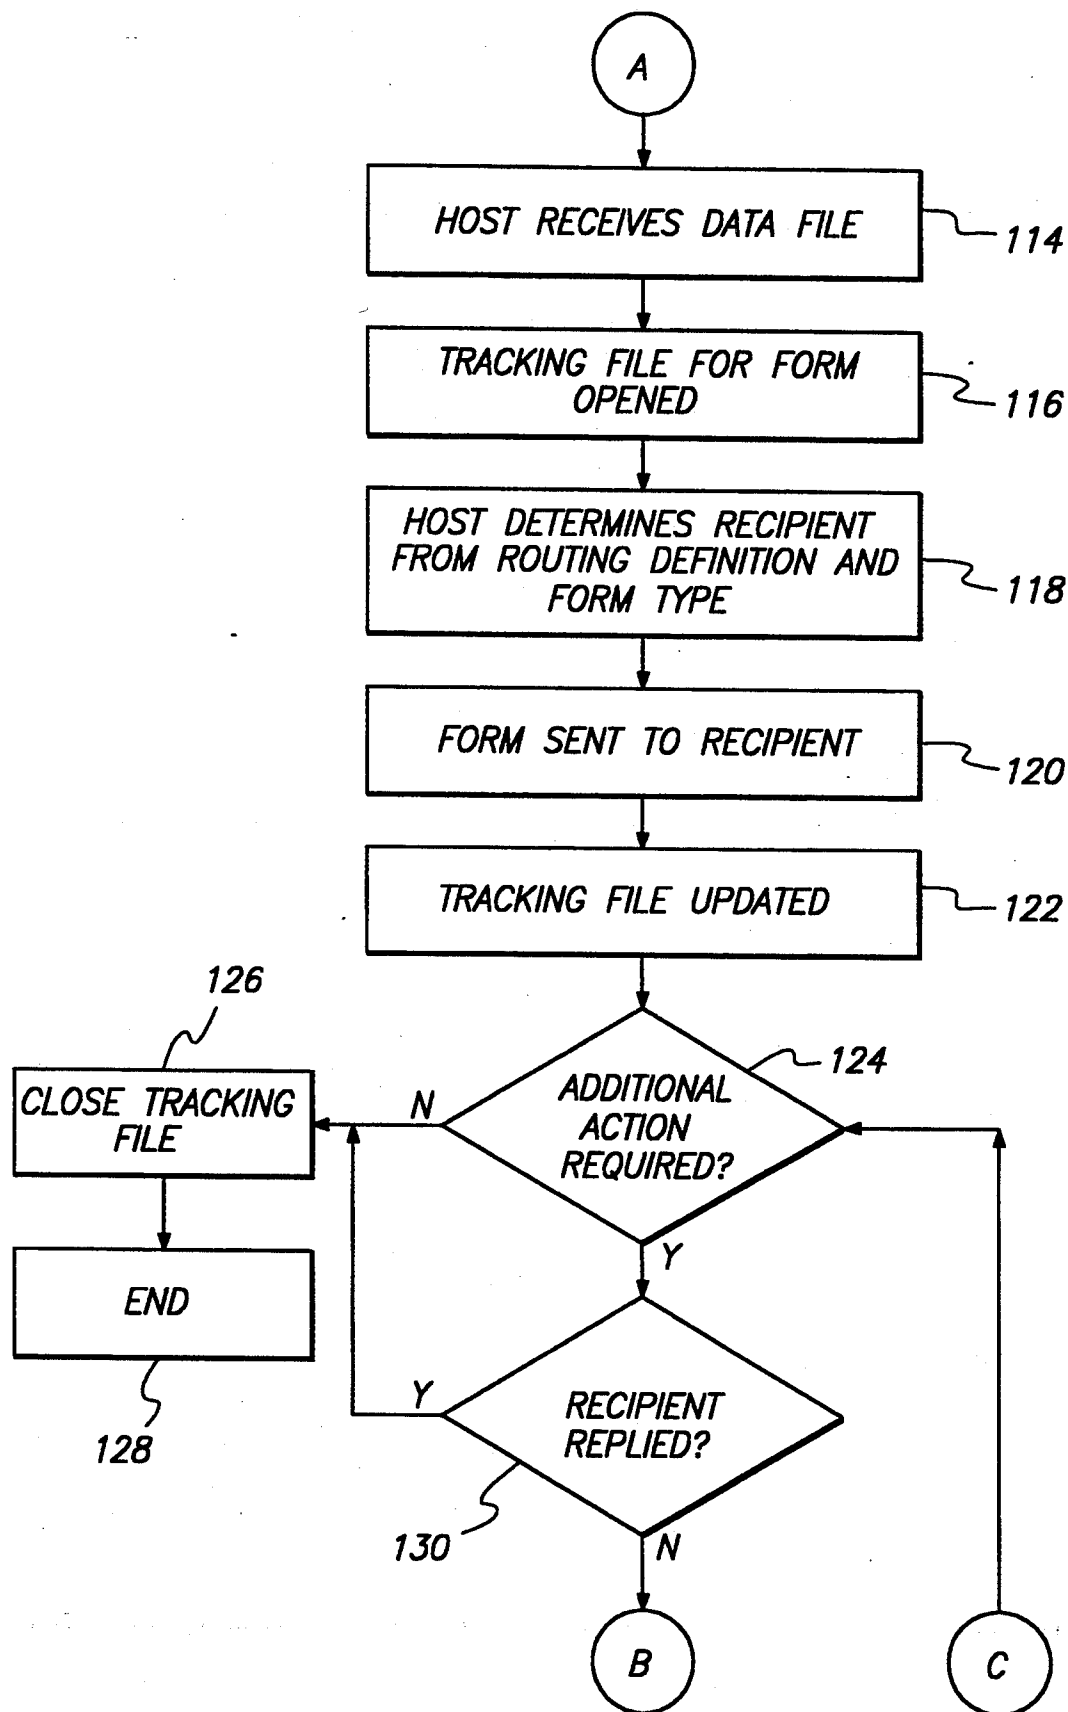 A
HOST RECEIVES DATA FILE
114
TRACKING FILE FOR FORM
OPENED
116
HOST DETERMINES RECIPIENT
FROM ROUTING DEFINITION AND
FORM TYPE
118
FORM SENT TO RECIPIENT
120
TRACKING FILE UPDATED
122
126
124
CLOSE TRACKING
FILE
N
ADDITIONAL
ACTION
REQUIRED?
Y
END
128
Y
RECIPIENT
REPLIED?
130
N
B
C